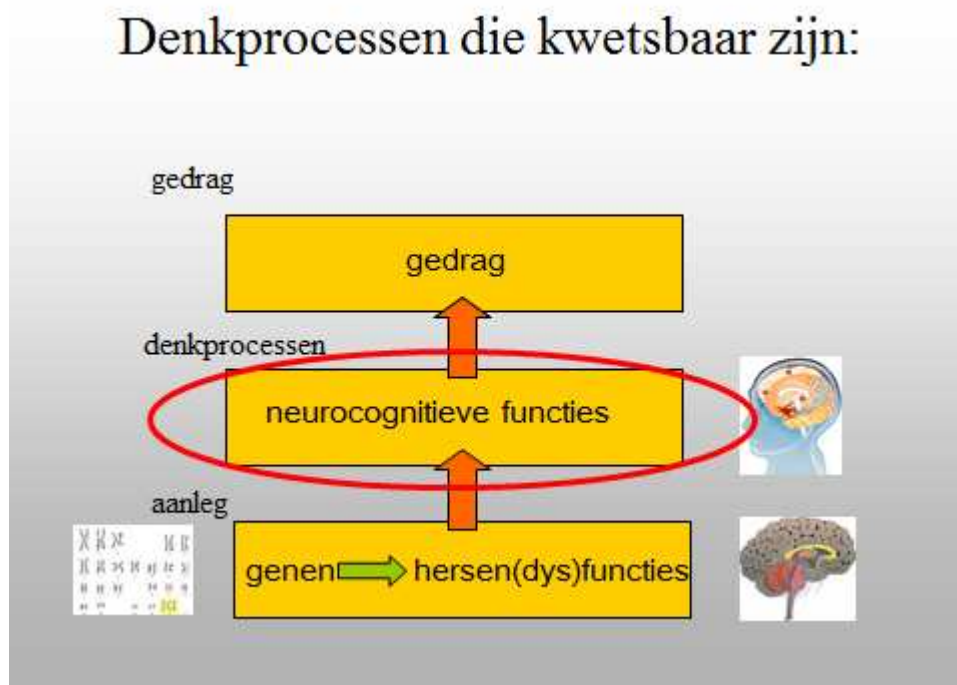 Denkprocessen die kwetsbaar zijn:
gedrag
gedrag
denkprocessen
neurocognitieve functies
aanleg
genen hersen(dys)functies